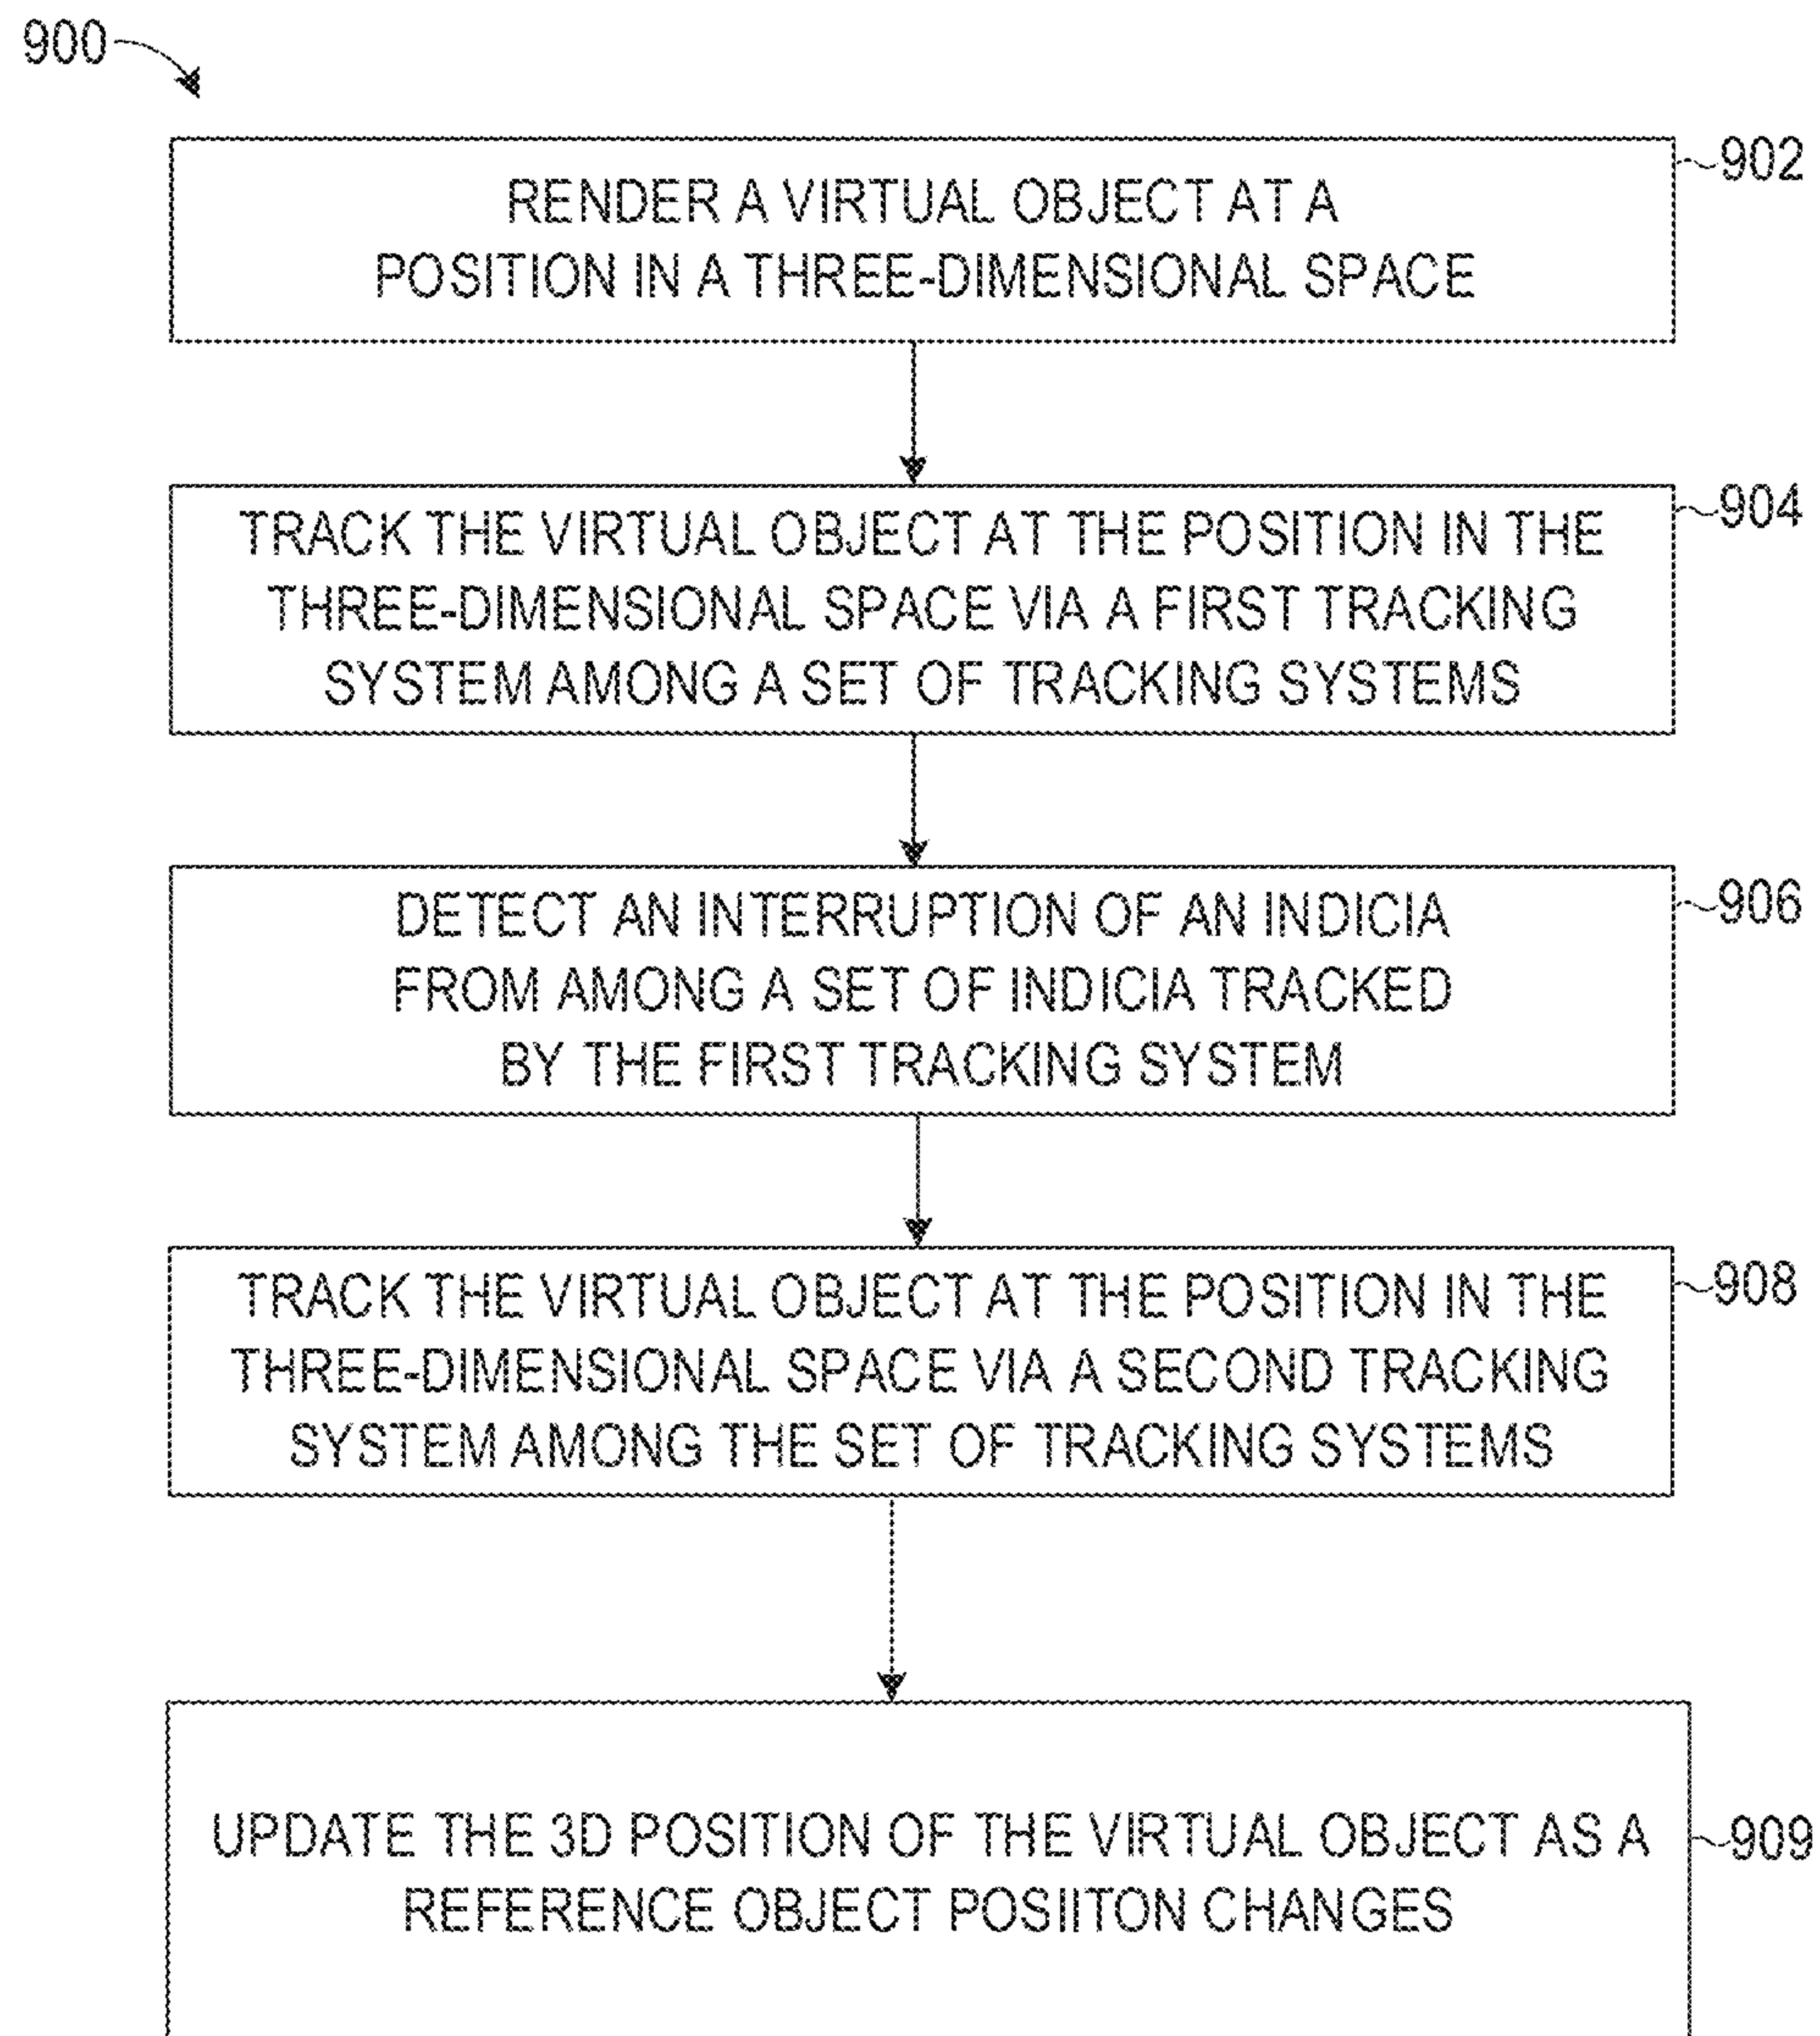 900
RENDER A VIRTUAL OBJECT AT A
POSITION IN A THREE-DIMENSIONAL SPACE
902
TRACK THE VIRTUAL OBJECT AT THE POSITION IN THE
THREE-DIMENSIONAL SPACE VIA A FIRST TRACKING
SYSTEM AMONG A SET OF TRACKING SYSTEMS
904
DETECT AN INTERRUPTION OF AN INDICIA
FROM AMONG A SET OF INDICIA TRACKED
BY THE FIRST TRACKING SYSTEM
906
TRACK THE VIRTUAL OBJECT AT THE POSITION IN THE
THREE-DIMENSIONAL SPACE VIA A SECOND TRACKING
SYSTEM AMONG THE SET OF TRACKING SYSTEMS
908
UPDATE THE 3D POSITION OF THE VIRTUAL OBJECT AS A
REFERENCE OBJECT POSIITON CHANGES
909